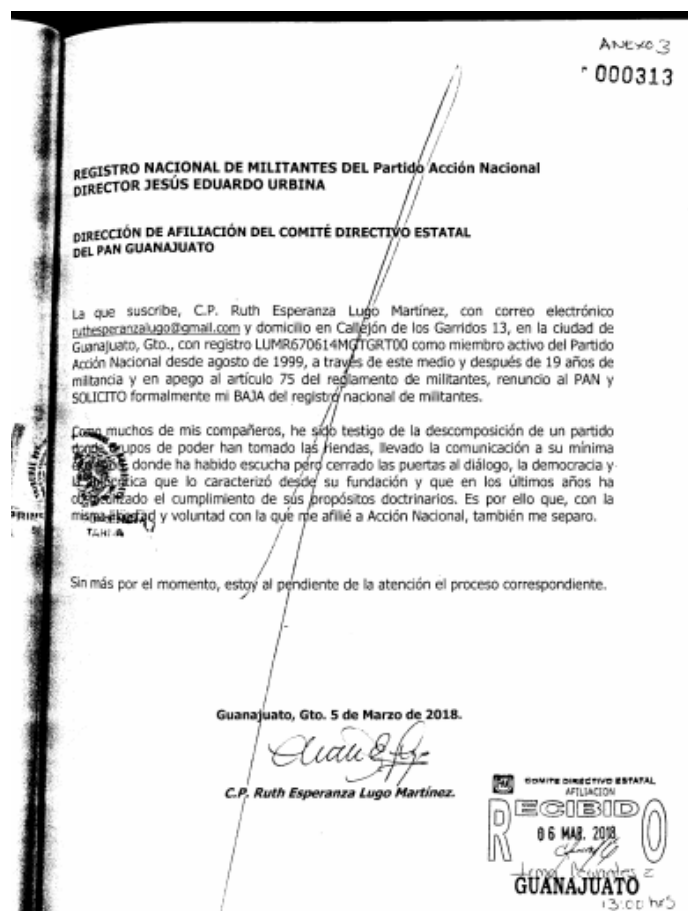 ANEXO 3
000313
REGISTRO NACIONAL DE MILITANTES DEL Partido Acción Nacional
DIRECTOR JESÚS EDUARDO URBINA
DIRECCIÓN DE AFILIACIÓN DEL COMITÉ DIRECTIVO ESTATAL
DEL PAN GUANAJUATO
La que suscribe, C.P. Ruth Esperanza Lugo Martínez, con correo electrónico
ruthesperanzalugo@gmail.com y domicilio en Callejón de los Garridos 13, en la ciudad de
Guanajuato, Gto., con registro LUMR670614MGTGRT00 como miembro activo del Partido
Acción Nacional desde agosto de 1999, a través de este medio y después de 19 años de
militancia y en apego al artículo 75 del reglamento de militantes, renuncio al PAN y
SOLICITO formalmente mi BAJA del registro nacional de militantes.
Como muchos de mis compañeros, he sido testigo de la descomposición de un partido
donde grupos de poder han tomado las riendas, llevado la comunicación a su mínima
donde ha habido escucha pero cerrado las puertas al diálogo, la democracia y
que lo caracterizó desde su fundación y que en los últimos años ha
el cumplimiento de sus propósitos doctrinarios. Es por ello que, con la
misma libertad y voluntad con la que me afilié a Acción Nacional, también me separo.
Sin más por el momento, estoy al pendiente de la atención el proceso correspondiente.
Guanajuato, Gto. 5 de Marzo de 2018.
C.P. Ruth Esperanza Lugo Martínez.
COMITE DIRECTIVO ESTATAL
AFILIACION
RECIBIDO
06 MAR. 2018
GUANAJUATO
13:00 hrs